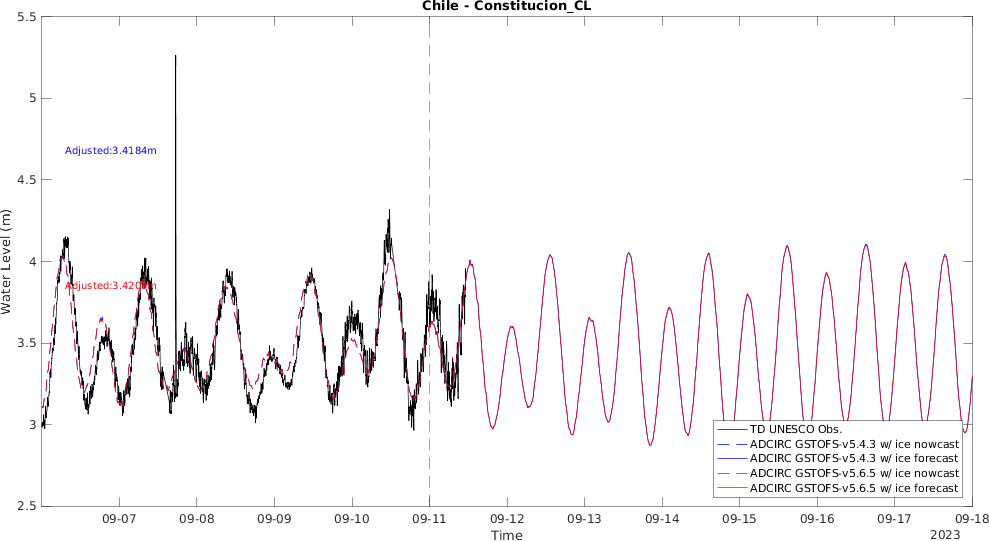 Chile - Constitucion_CL
5.5
5
4.5
4
3.5
3
2.5
Water Level (m)
Adjusted:3.4184m
TD UNESCO Obs.
ADCIRC GSTOFS-v5.4.3 w/ ice nowcast
ADCIRC GSTOFS-v5.4.3 w/ ice forecast
ADCIRC GSTOFS-v5.6.5 w/ ice nowcast
ADCIRC GSTOFS-v5.6.5 w/ ice forecast
09-07 09-08 09-09 09-10 09-11 09-12 09-13 09-14 09-15 09-16 09-17 09-18
Time
2023